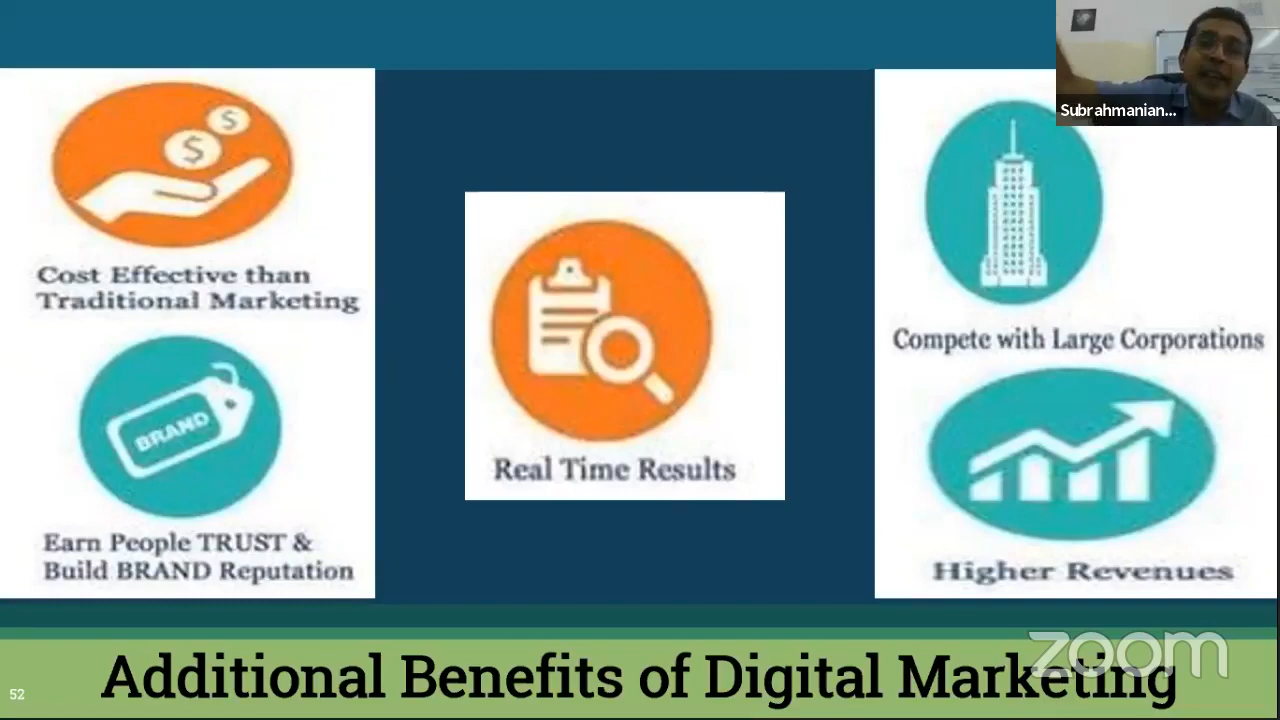 Subrahmanian...
Cost Effective than
Traditional Marketing
BRAND
Earn People TRUST &
Build BRAND Reputation
Real Time Results
Compete with Large Corporations
Higher Revenues
zoom
52
Additional Benefits of Digital Marketing